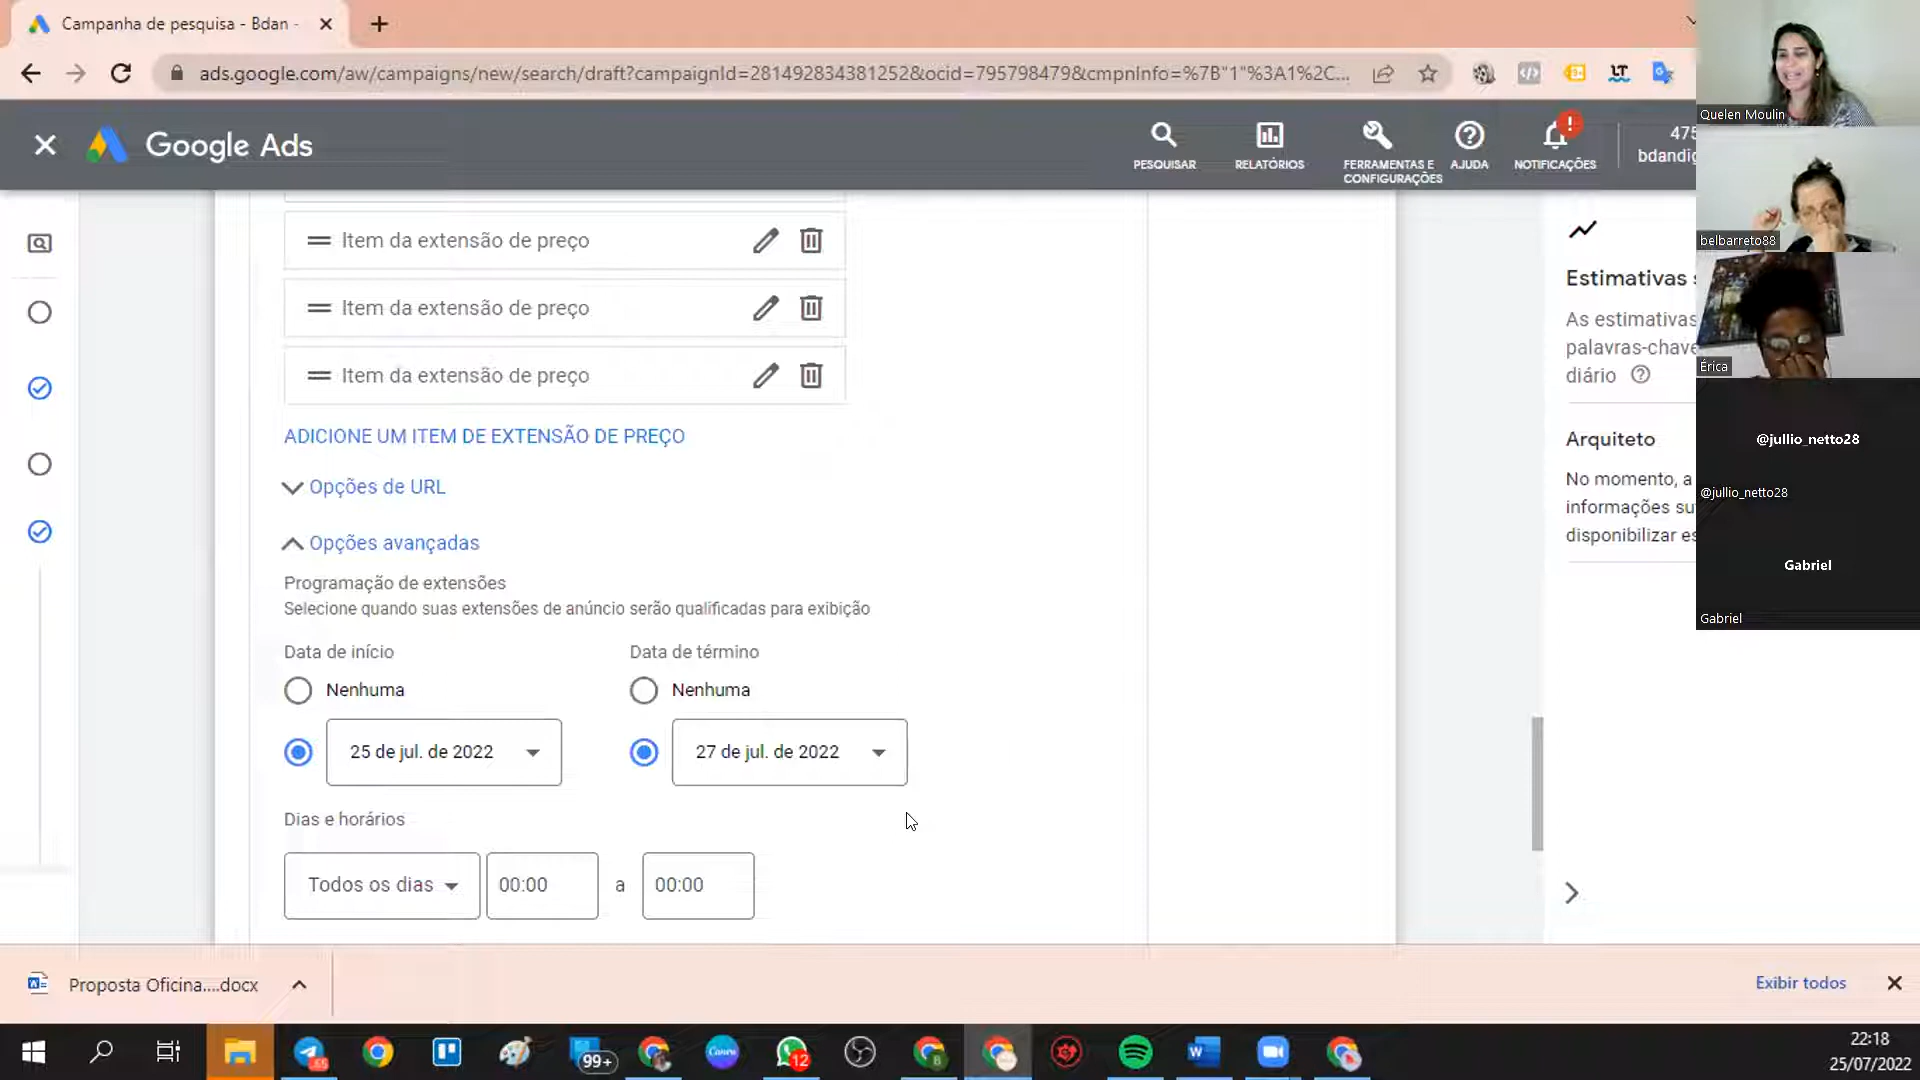 Campanha de pesquisa - Bdan -
ads.google.com/aw/campaigns/new/search/draft?campaignId=281492834381252&ocid=795798479&cmpnInfo=%7B"1"%3A1%2C...
Google Ads
PESQUISAR
RELATÓRIOS
FERRAMENTAS E
CONFIGURAÇÕES
AJUDA
NOTIFICAÇÕES
475
bdandig
Quelen Moulin
belbarreto88
Érica
@jullio_netto28
@jullio_netto28
Gabriel
Gabriel
Item da extensão de preço
Item da extensão de preço
Item da extensão de preço
ADICIONE UM ITEM DE EXTENSÃO DE PREÇO
Opções de URL
Opções avançadas
Programação de extensões
Selecione quando suas extensões de anúncio serão qualificadas para exibição
Data de início
Data de término
Nenhuma
Nenhuma
25 de jul. de 2022
27 de jul. de 2022
Dias e horários
Todos os dias
00:00
a
00:00
Estimativas s
As estimativas
palavras-chave
diário
Arquiteto
No momento, a
informações su
disponibilizar es
Proposta Oficina....docx
Exibir todos
99+
Canva
12
22:18
25/07/2022